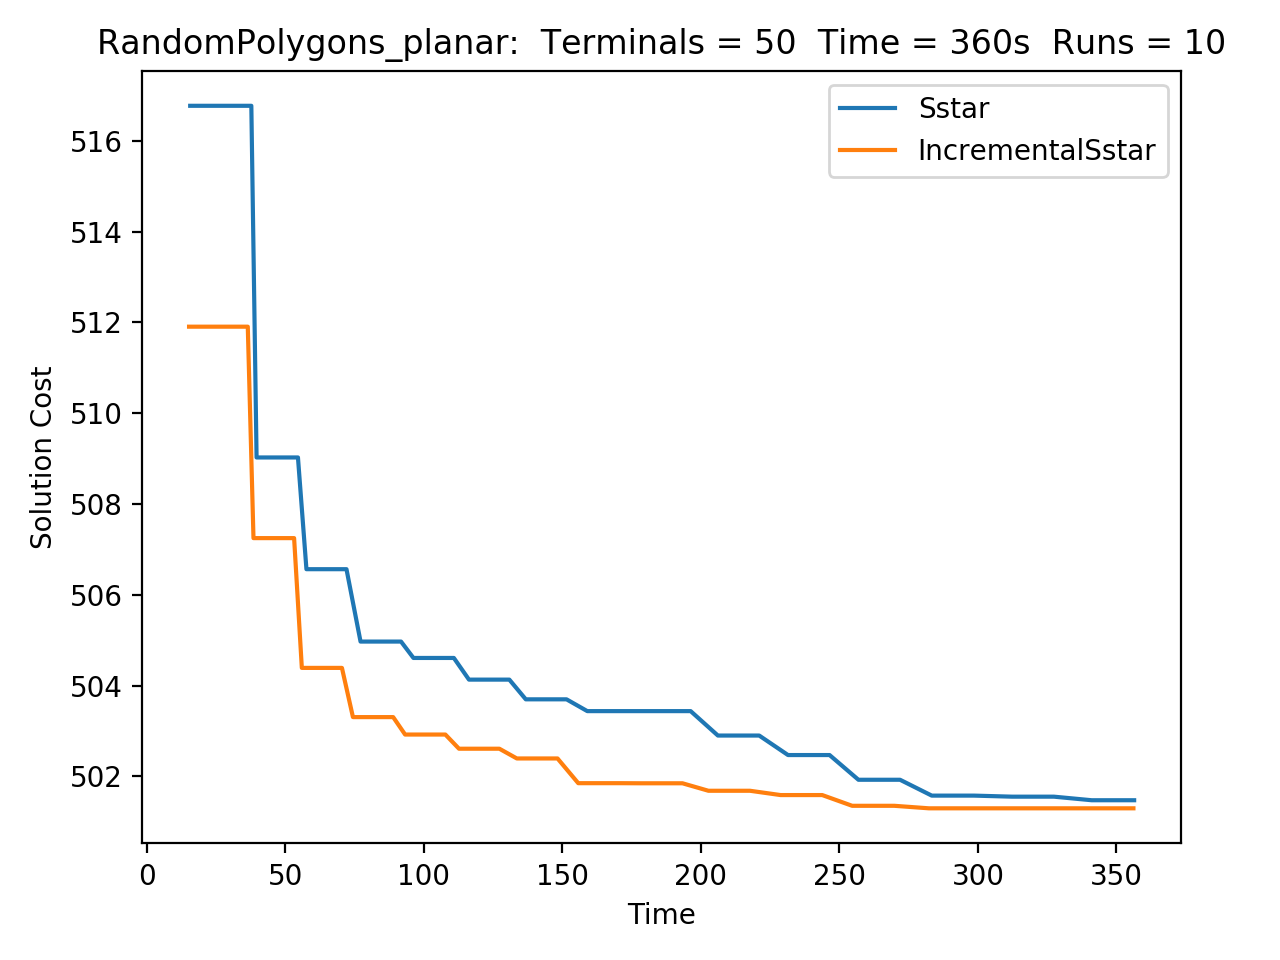 RandomPolygons_planar:  Terminals = 50  Time = 360s  Runs = 10
Sstar
IncrementalSstar
Solution Cost
516
514
512
510
508
506
504
502
0 50 100 150 200 250 300 350
Time